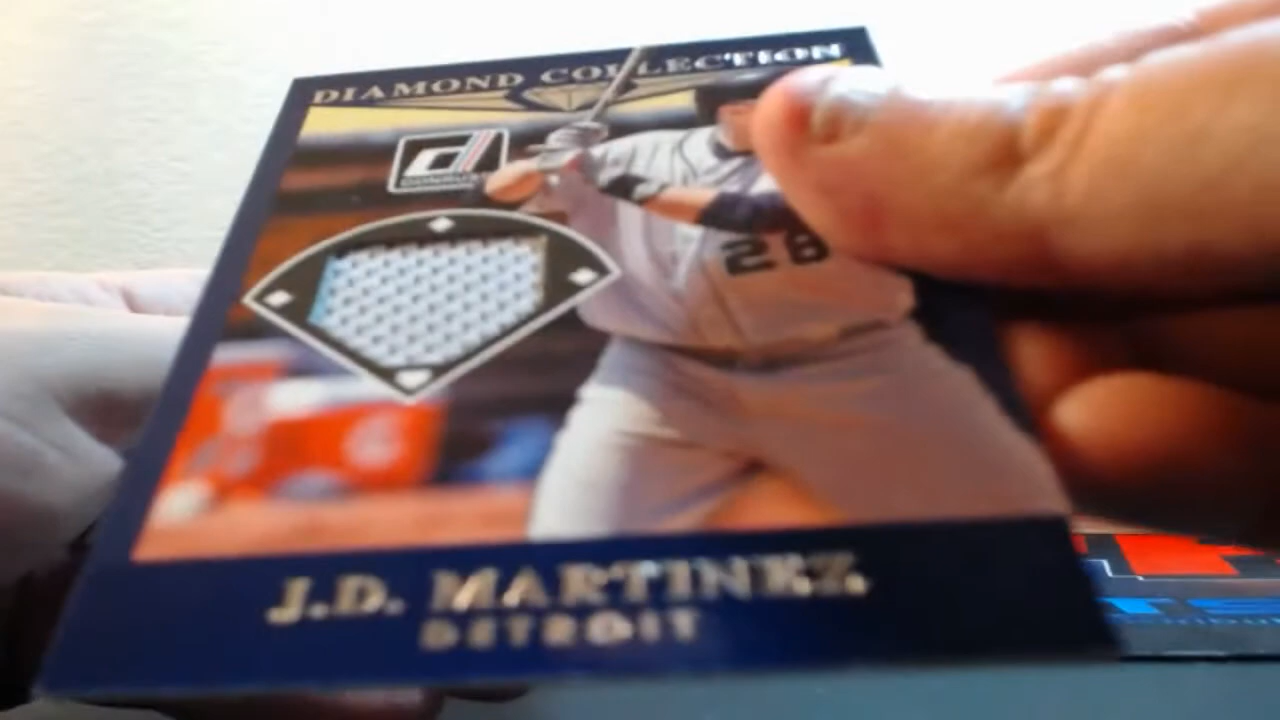 DIAMOND COLLECTION
DONRUSS
28
J.D. MARTINEZ
DETROIT